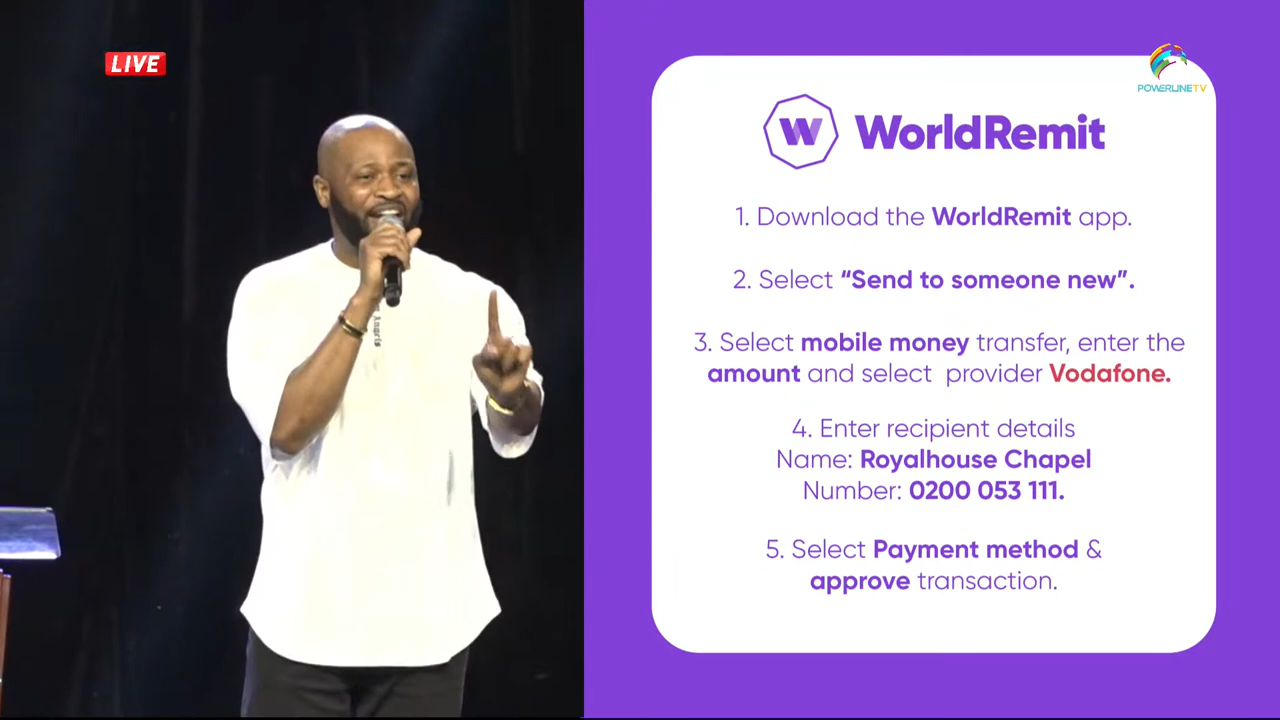 LIVE
POWERLINETV
W WorldRemit
1. Download the WorldRemit app.
2. Select “Send to someone new”.
3. Select mobile money transfer, enter the
amount and select provider Vodafone.
4. Enter recipient details
Name: Royalhouse Chapel
Number: 0200 053 111.
5. Select Payment method &
approve transaction.